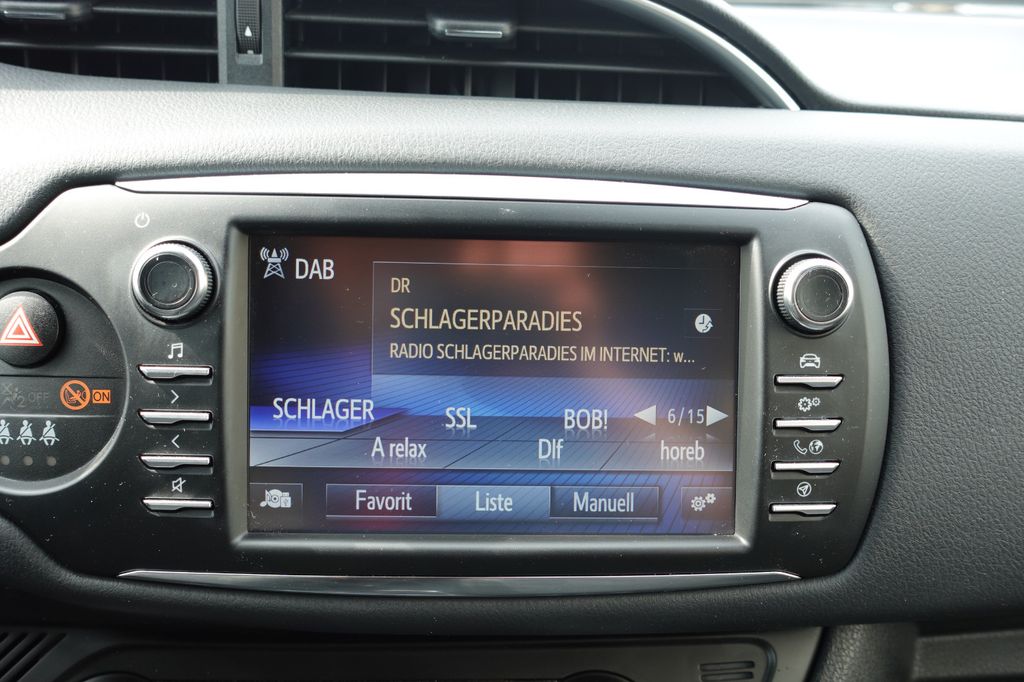 DAB
DR
SCHLAGERPARADIES
RADIO SCHLAGERPARADIES IM INTERNET: w...
SCHLAGER SSL BOB! 6/15
A relax Dlf horeb
Favorit Liste Manuell
2 OFF ON